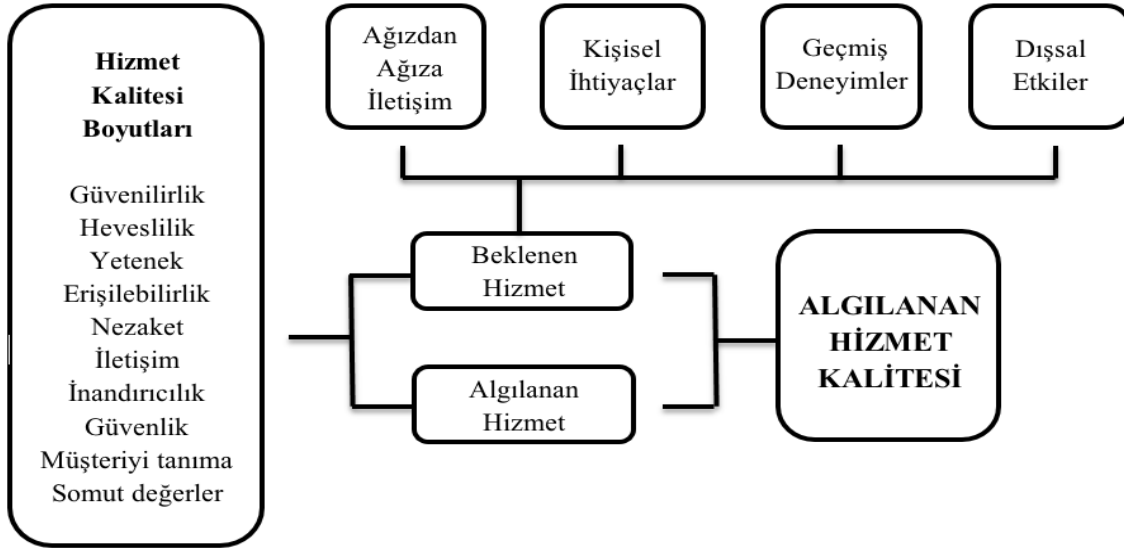 Hizmet
Kalitesi
Boyutları
Güvenilirlik
Heveslilik
Yetenek
Erişilebilirlik
Nezaket
İletişim
İnandırıcılık
Güvenlik
Müşteriyi tanıma
Somut değerler
Ağızdan
Ağıza
İletişim
Kişisel
İhtiyaçlar
Geçmiş
Deneyimler
Dışsal
Etkiler
Beklenen
Hizmet
Algılanan
Hizmet
ALGILANAN
HİZMET
KALİTESİ